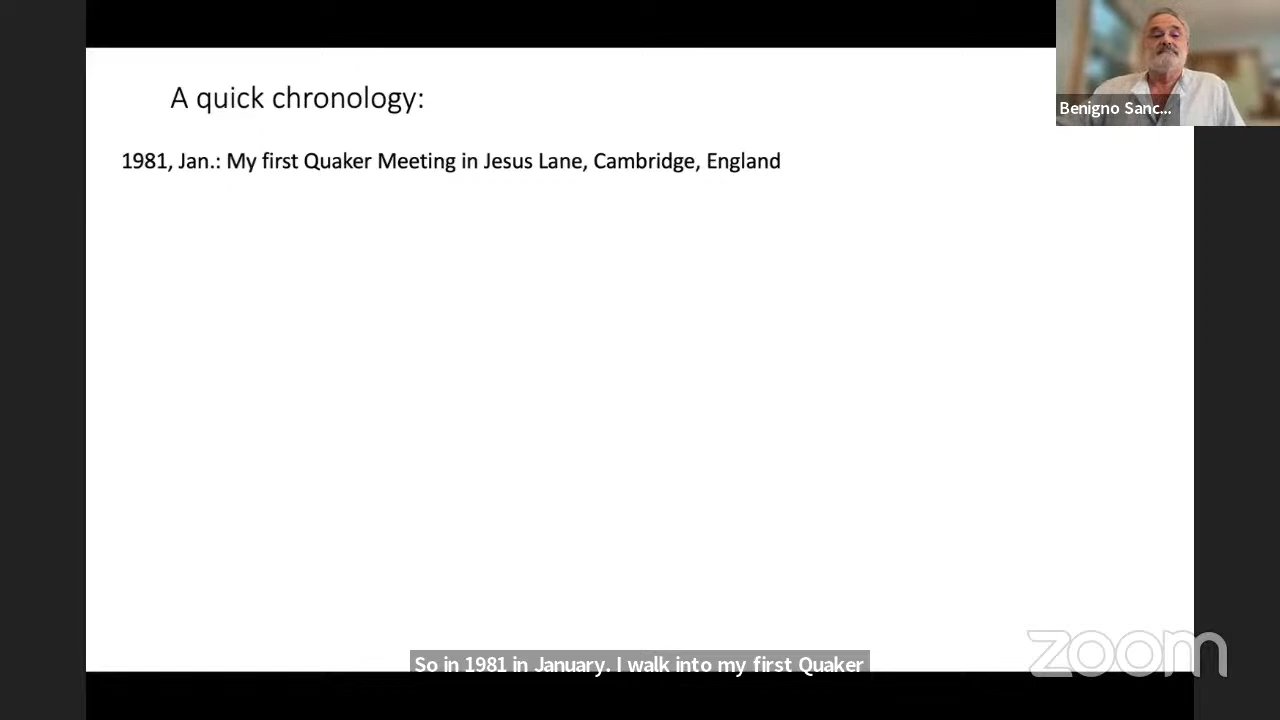 A quick chronology:
Benigno Sanc...
1981, Jan.: My first Quaker Meeting in Jesus Lane, Cambridge, England
zoom
So in 1981 in January. I walk into my first Quaker